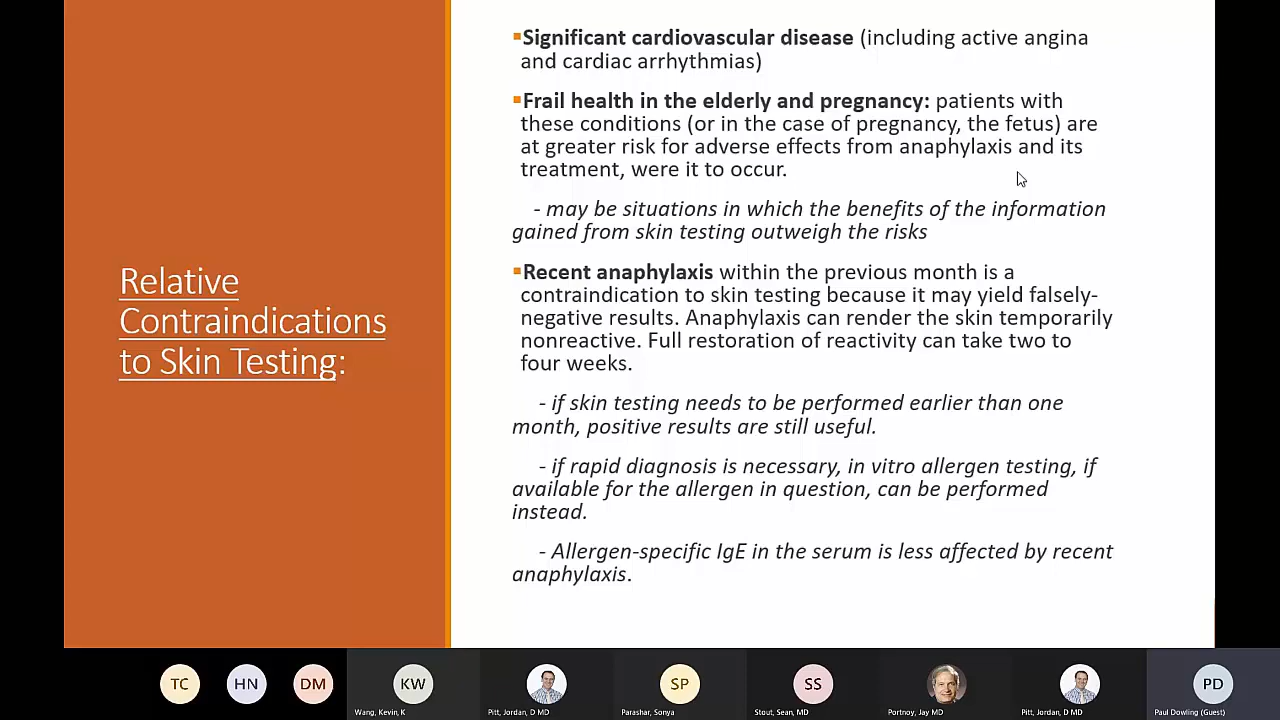 Relative
Contraindications
to Skin Testing:
▪Significant cardiovascular disease (including active angina
and cardiac arrhythmias)
▪Frail health in the elderly and pregnancy: patients with
these conditions (or in the case of pregnancy, the fetus) are
at greater risk for adverse effects from anaphylaxis and its
treatment, were it to occur.
- may be situations in which the benefits of the information
gained from skin testing outweigh the risks
▪Recent anaphylaxis within the previous month is a
contraindication to skin testing because it may yield falsely-
negative results. Anaphylaxis can render the skin temporarily
nonreactive. Full restoration of reactivity can take two to
four weeks.
- if skin testing needs to be performed earlier than one
month, positive results are still useful.
- if rapid diagnosis is necessary, in vitro allergen testing, if
available for the allergen in question, can be performed
instead.
- Allergen-specific IgE in the serum is less affected by recent
anaphylaxis.
TC
HN
DM
KW
Wang, Kevin, K
Pitt, Jordan, D MD
SP
Parashar, Sonya
SS
Stout, Sean, MD
Portnoy, Jay MD
Pitt, Jordan, D MD
PD
Paul Dowling (Guest)